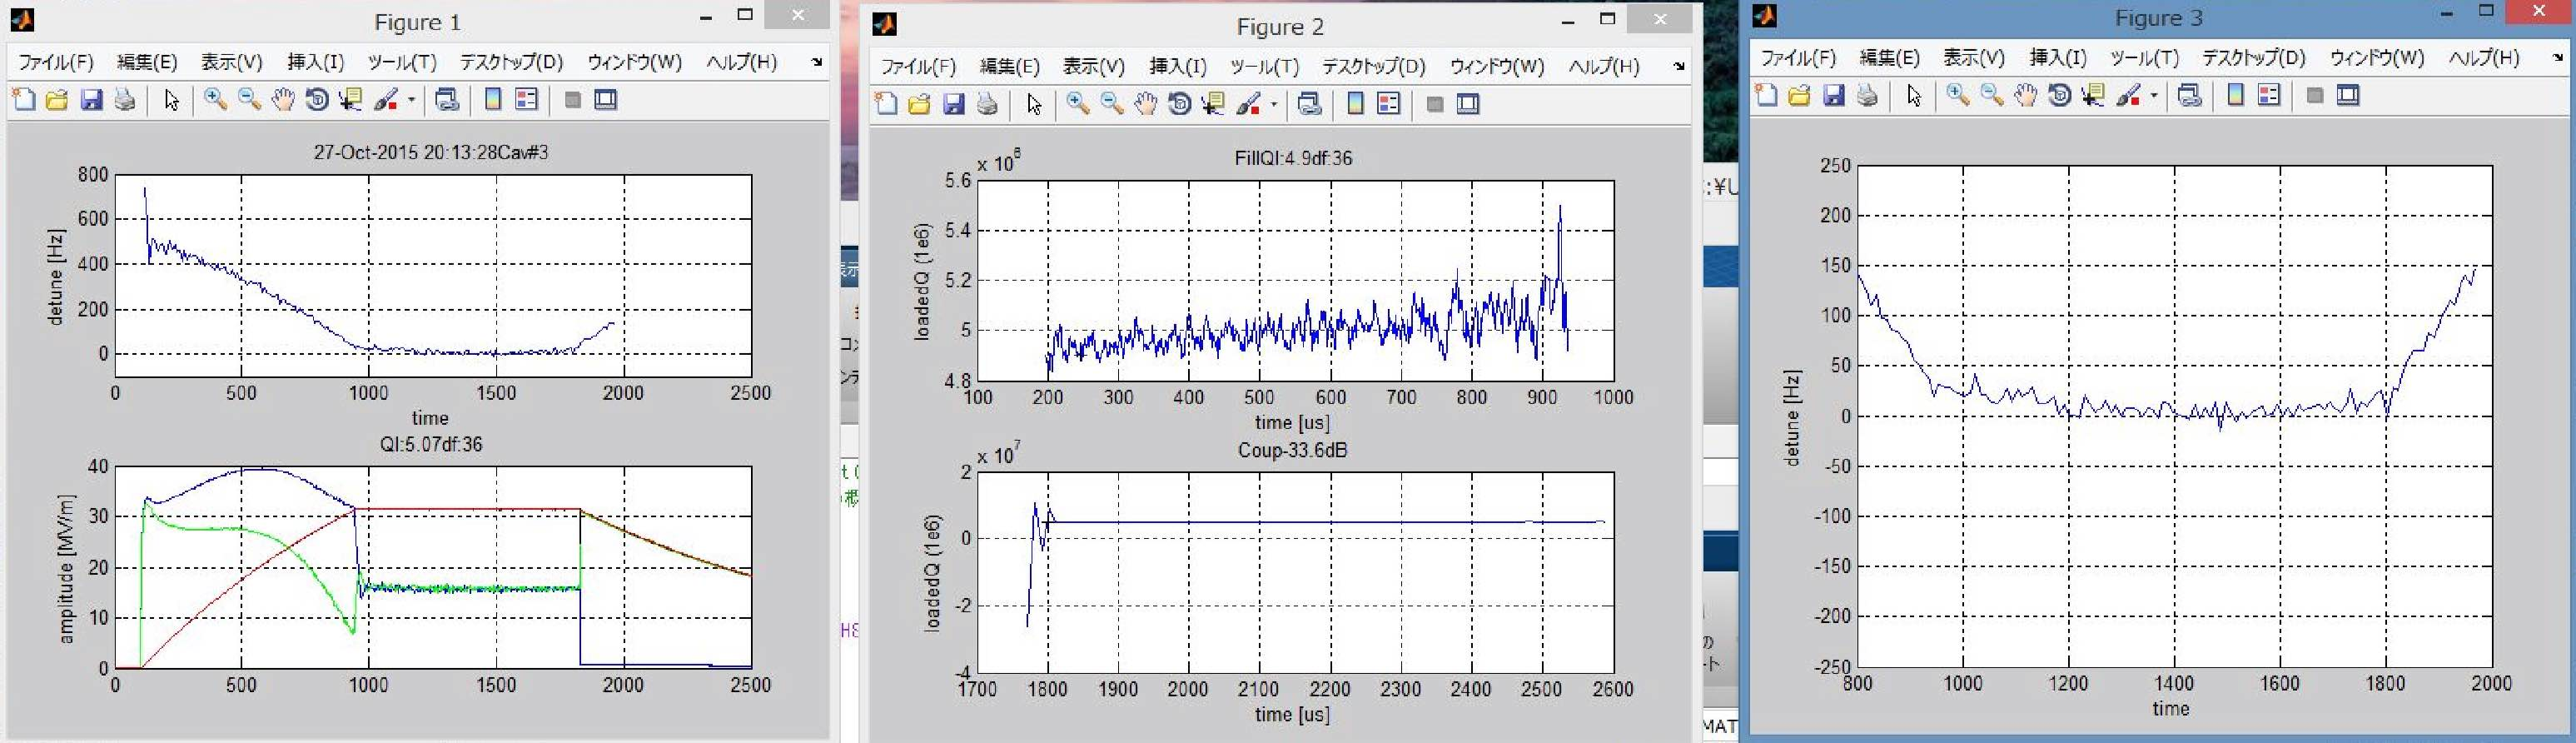 Figure 1
ファイル(F) 編集(E) 表示(V) 挿入(I) ツール(T) デスクトップ(D) ウィンドウ(W) ヘルプ(H)
27-Oct-2015 20:13:28Cav#3
detune [Hz]
800
600
400
200
0
0 500 1000 1500 2000 2500
time
Ql:5.07df:36
amplitude [MV/m]
40
30
20
10
0
0 500 1000 1500 2000 2500
Figure 2
ファイル(F) 編集(E) 表示(V) 挿入(I) ツール(T) デスクトップ(D) ウィンドウ(W) ヘルプ(H)
x 10^6
FillQl:4.9df:36
loadedQ (1e6)
5.6
5.4
5.2
5
4.8
100 200 300 400 500 600 700 800 900 1000
time [us]
x 10^7
Coup-33.6dB
loadedQ (1e6)
2
0
-2
-4
1700 1800 1900 2000 2100 2200 2300 2400 2500 2600
time [us]
:¥U
MAT
Figure 3
ファイル(F) 編集(E) 表示(V) 挿入(I) ツール(T) デスクトップ(D) ウィンドウ(W) ヘルプ(H)
detune [Hz]
250
200
150
100
50
0
-50
-100
-150
-200
-250
800 1000 1200 1400 1600 1800 2000
time